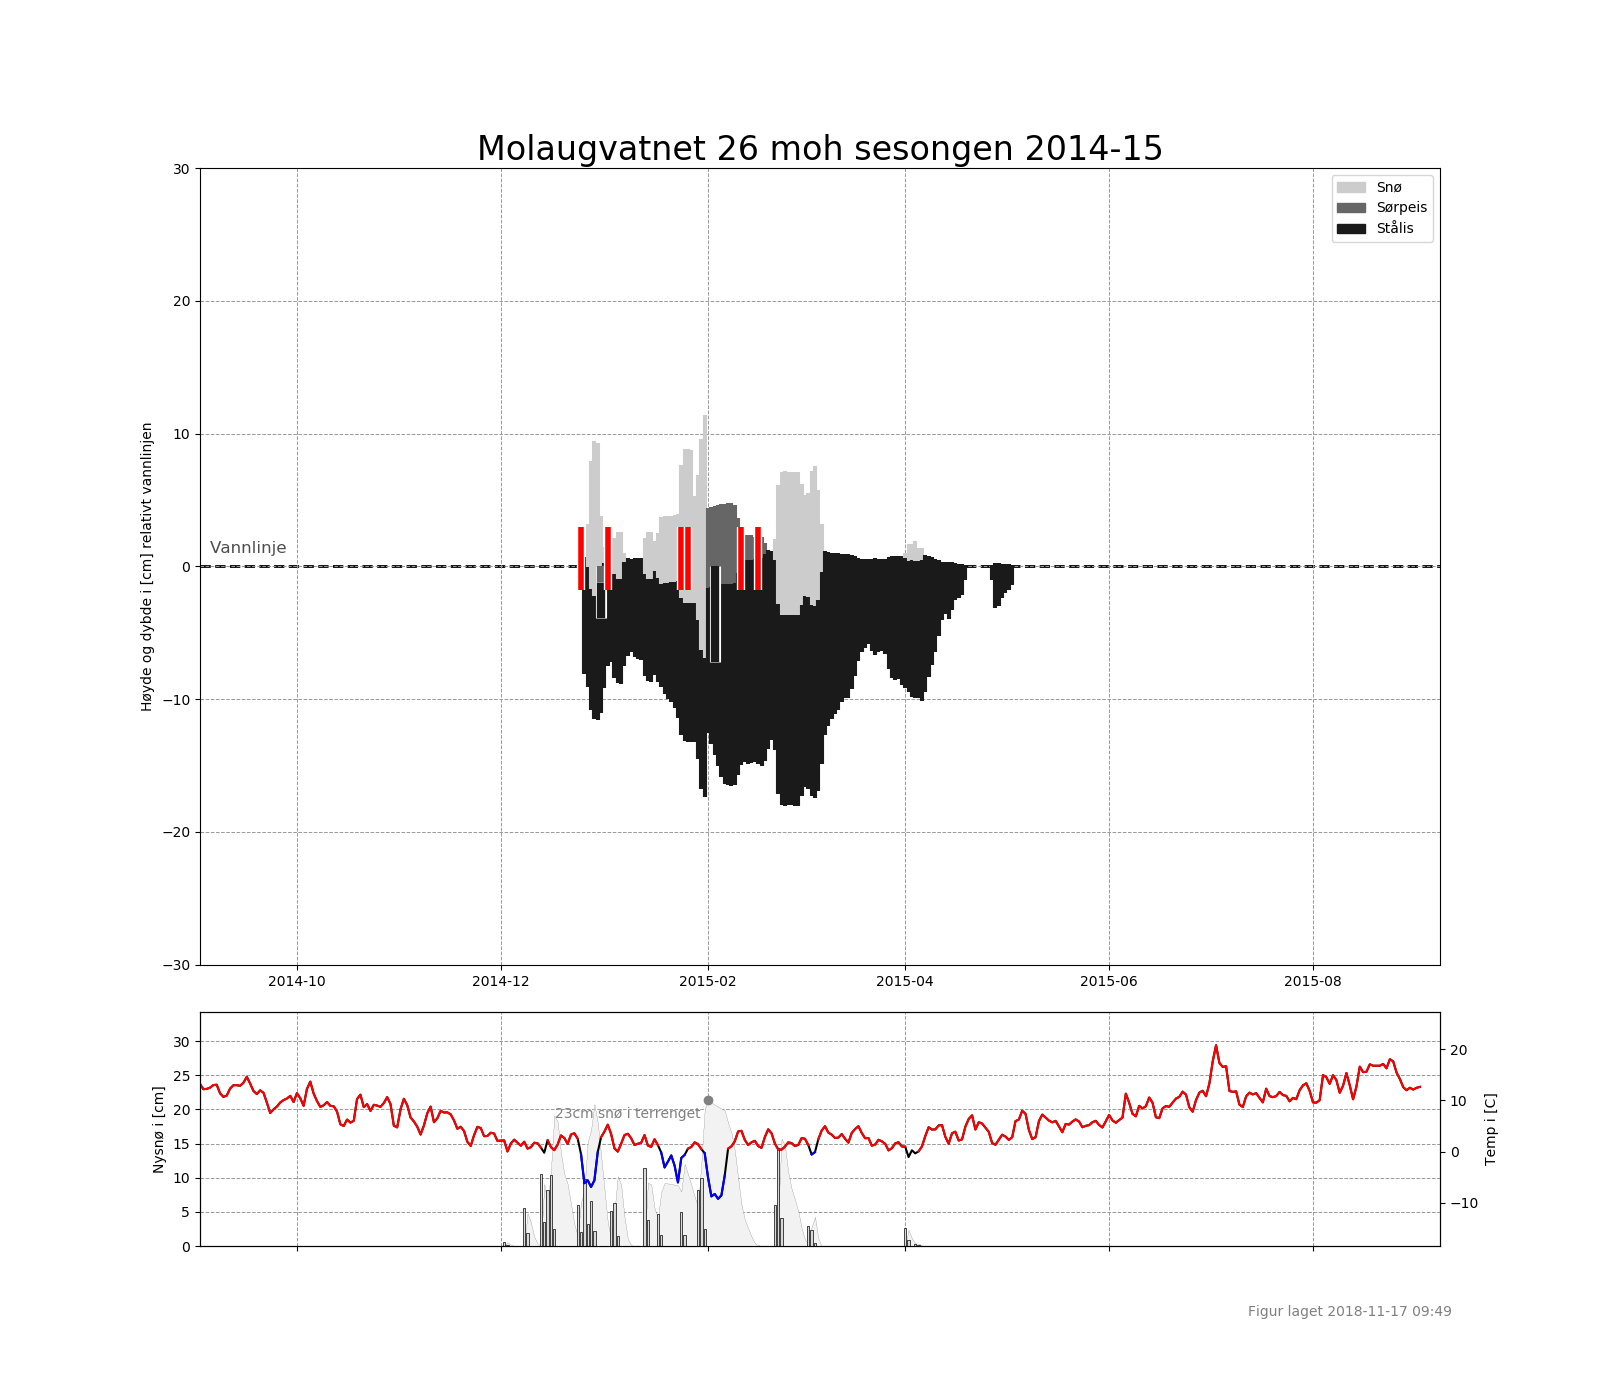 Molaugvatnet 26 moh sesongen 2014-15
Høyde og dybde i [cm] relativt vannlinjen
30
20
10
0
−10
−20
−30
Vannlinje
Snø
Sørpeis
Stålis
2014-10
2014-12
2015-02
2015-04
2015-06
2015-08
Nysnø i [cm]
30
25
20
15
10
5
0
23cm snø i terrenget
20
10
0
−10
Temp i [C]
Figur laget 2018-11-17 09:49